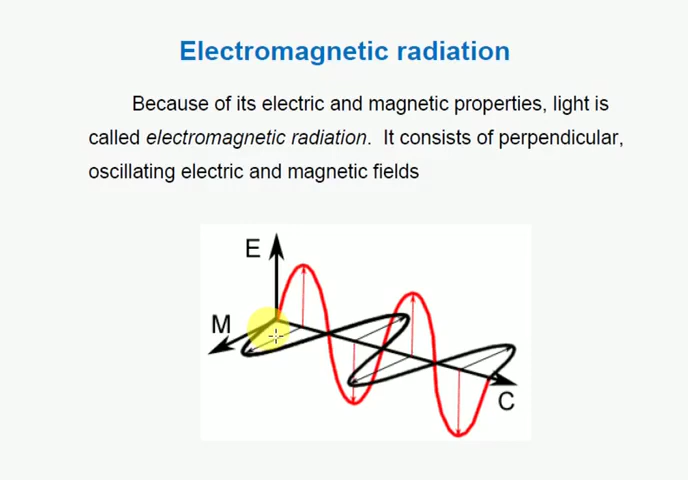 Electromagnetic radiation
Because of its electric and magnetic properties, light is
called electromagnetic radiation. It consists of perpendicular,
oscillating electric and magnetic fields
E
M
C